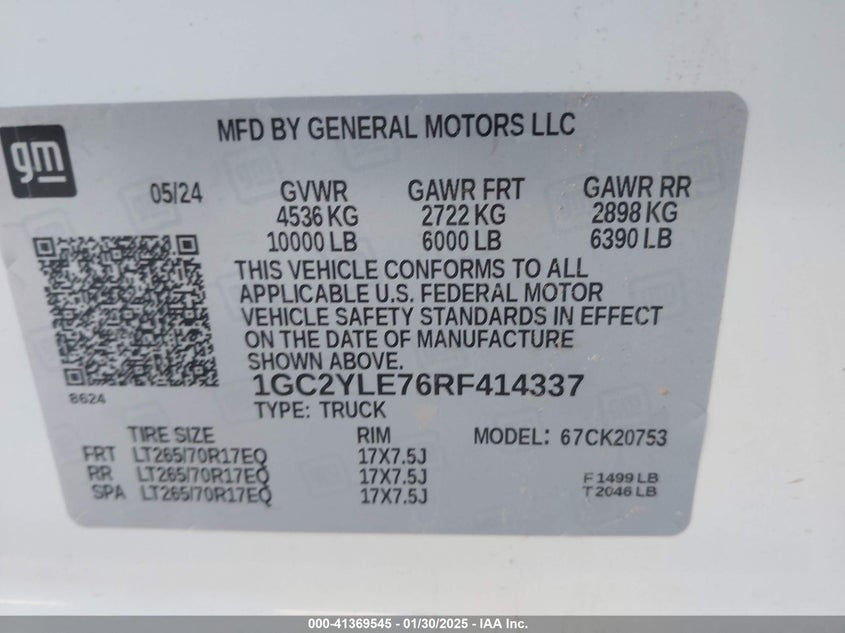 MFD BY GENERAL MOTORS LLC
gm
05/24 GVWR GAWR FRT GAWR RR
4536 KG 2722 KG 2898 KG
10000 LB 6000 LB 6390 LB
THIS VEHICLE CONFORMS TO ALL
APPLICABLE U.S. FEDERAL MOTOR
VEHICLE SAFETY STANDARDS IN EFFECT
ON THE DATE OF MANUFACTURE
SHOWN ABOVE.
1GC2YLE76RF414337
8624
TYPE: TRUCK
TIRE SIZE RIM MODEL: 67CK20753
FRT LT265/70R17EQ 17X7.5J
RR LT265/70R17EQ 17X7.5J F 1499 LB
SPA LT265/70R17EQ 17X7.5J T 2046 LB
000-41369545 - 01/30/2025 - IAA Inc.